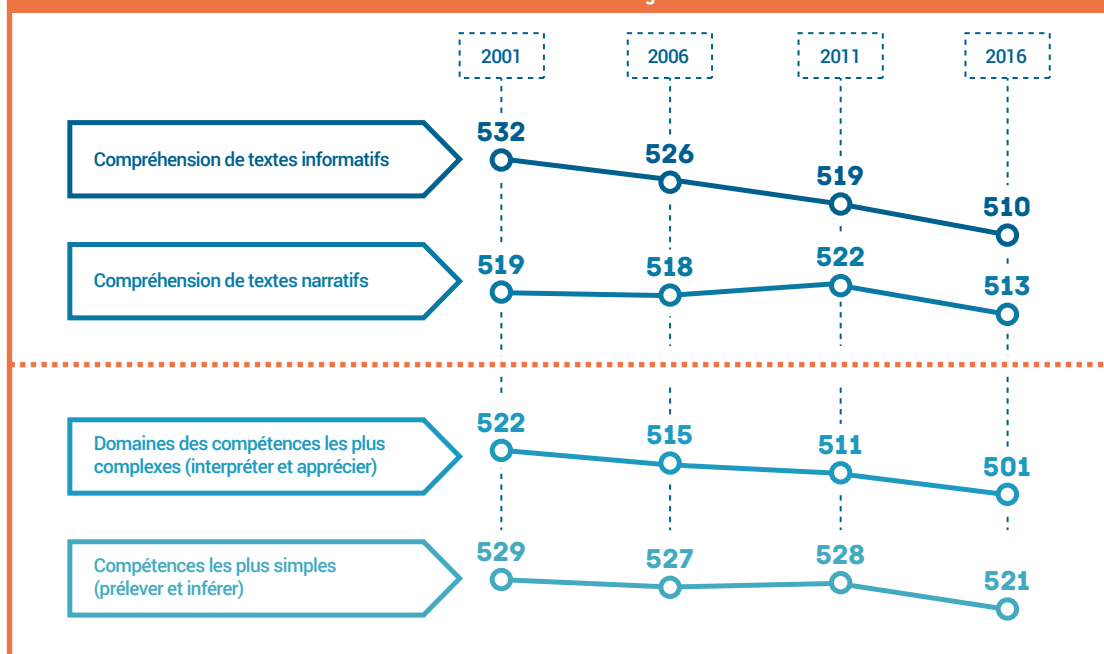 2001 2006 2011 2016
Compréhension de textes informatifs
532 526 519 510
Compréhension de textes narratifs
519 518 522 513
Domaines des compétences les plus
complexes (interpréter et apprécier)
522 515 511 501
Compétences les plus simples
(prélever et inférer)
529 527 528 521